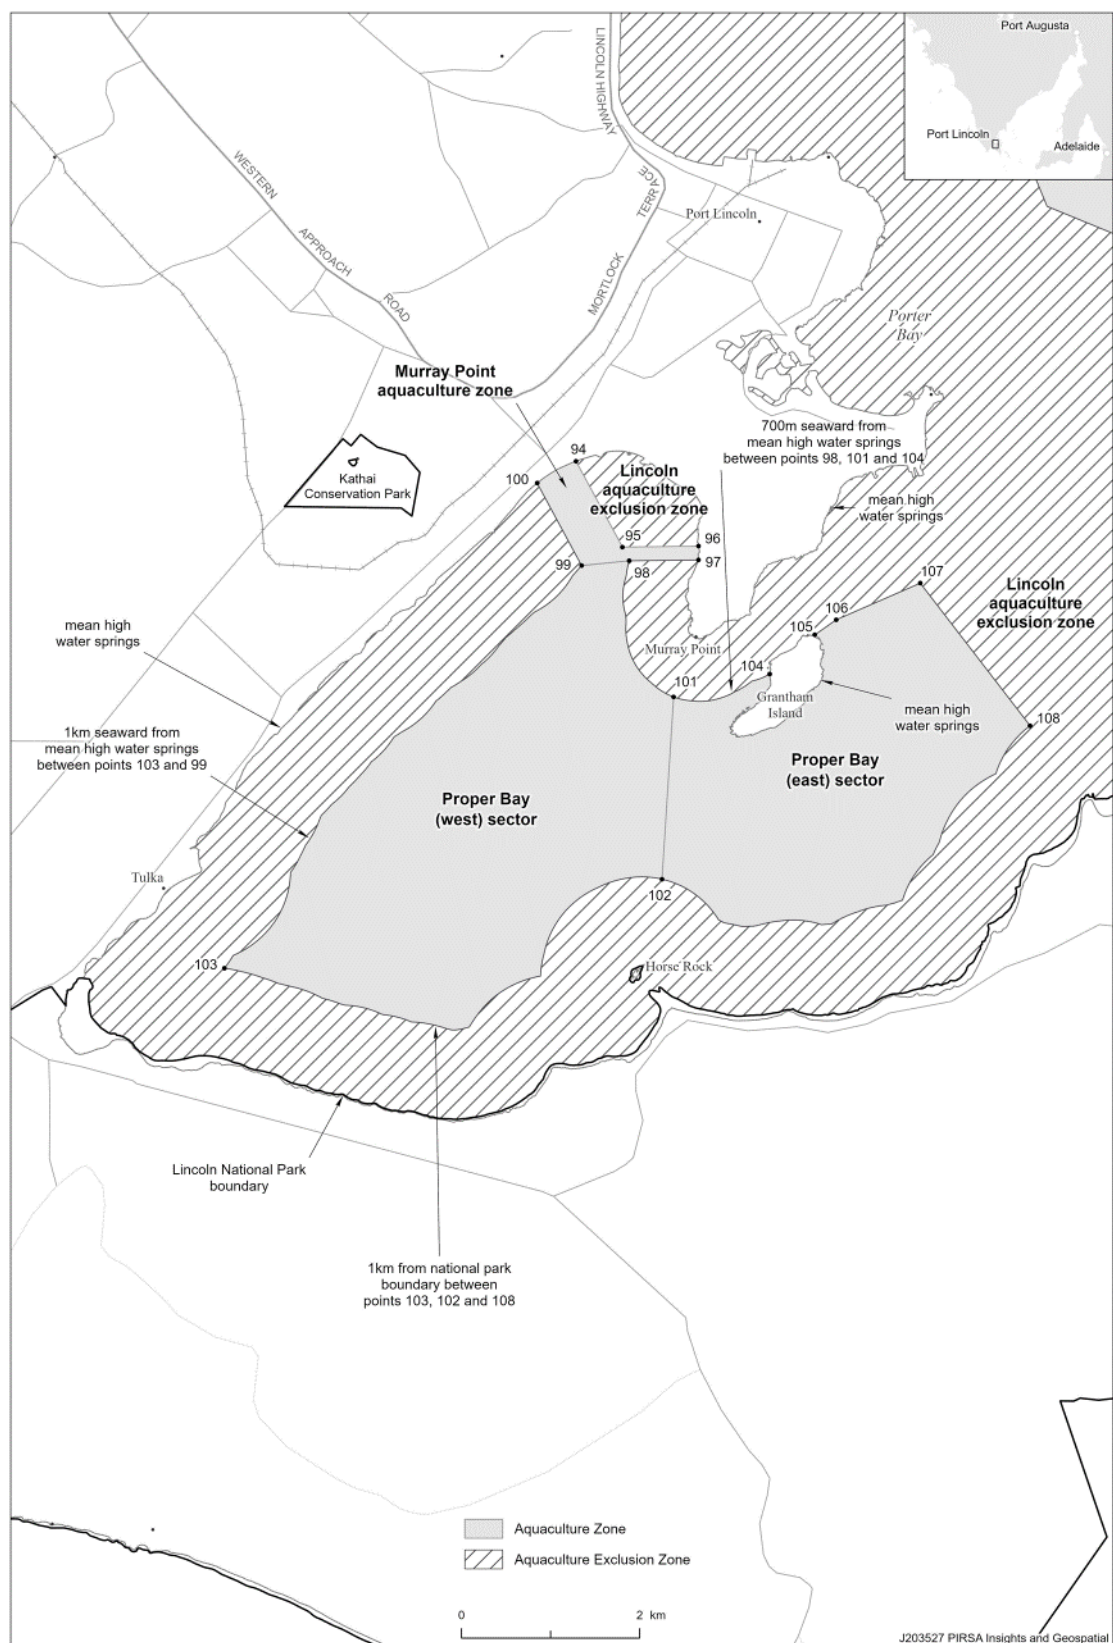 Port Augusta
Port Lincoln
Adelaide
LINCOLN HIGHWAY
WESTERN
APPROACH
ROAD
MORTLOCK
TERRACE
Port Lincoln
Porter
Bay
Murray Point
aquaculture zone
700m seaward from
mean high water springs
between points 98, 101 and 104
Kathai
Conservation Park
94
100
Lincoln
aquaculture
exclusion zone
mean high
water springs
95
96
99
98
97
107
Lincoln
aquaculture
exclusion zone
106
105
mean high
water springs
Murray Point
104
101
Grantham
Island
mean high
water springs
108
1km seaward from
mean high water springs
between points 103 and 99
Proper Bay
(west) sector
Proper Bay
(east) sector
Tulka
102
103
Horse Rock
Lincoln National Park
boundary
1km from national park
boundary between
points 103, 102 and 108
Aquaculture Zone
Aquaculture Exclusion Zone
0 2 km
J203527 PIRSA Insights and Geospatial